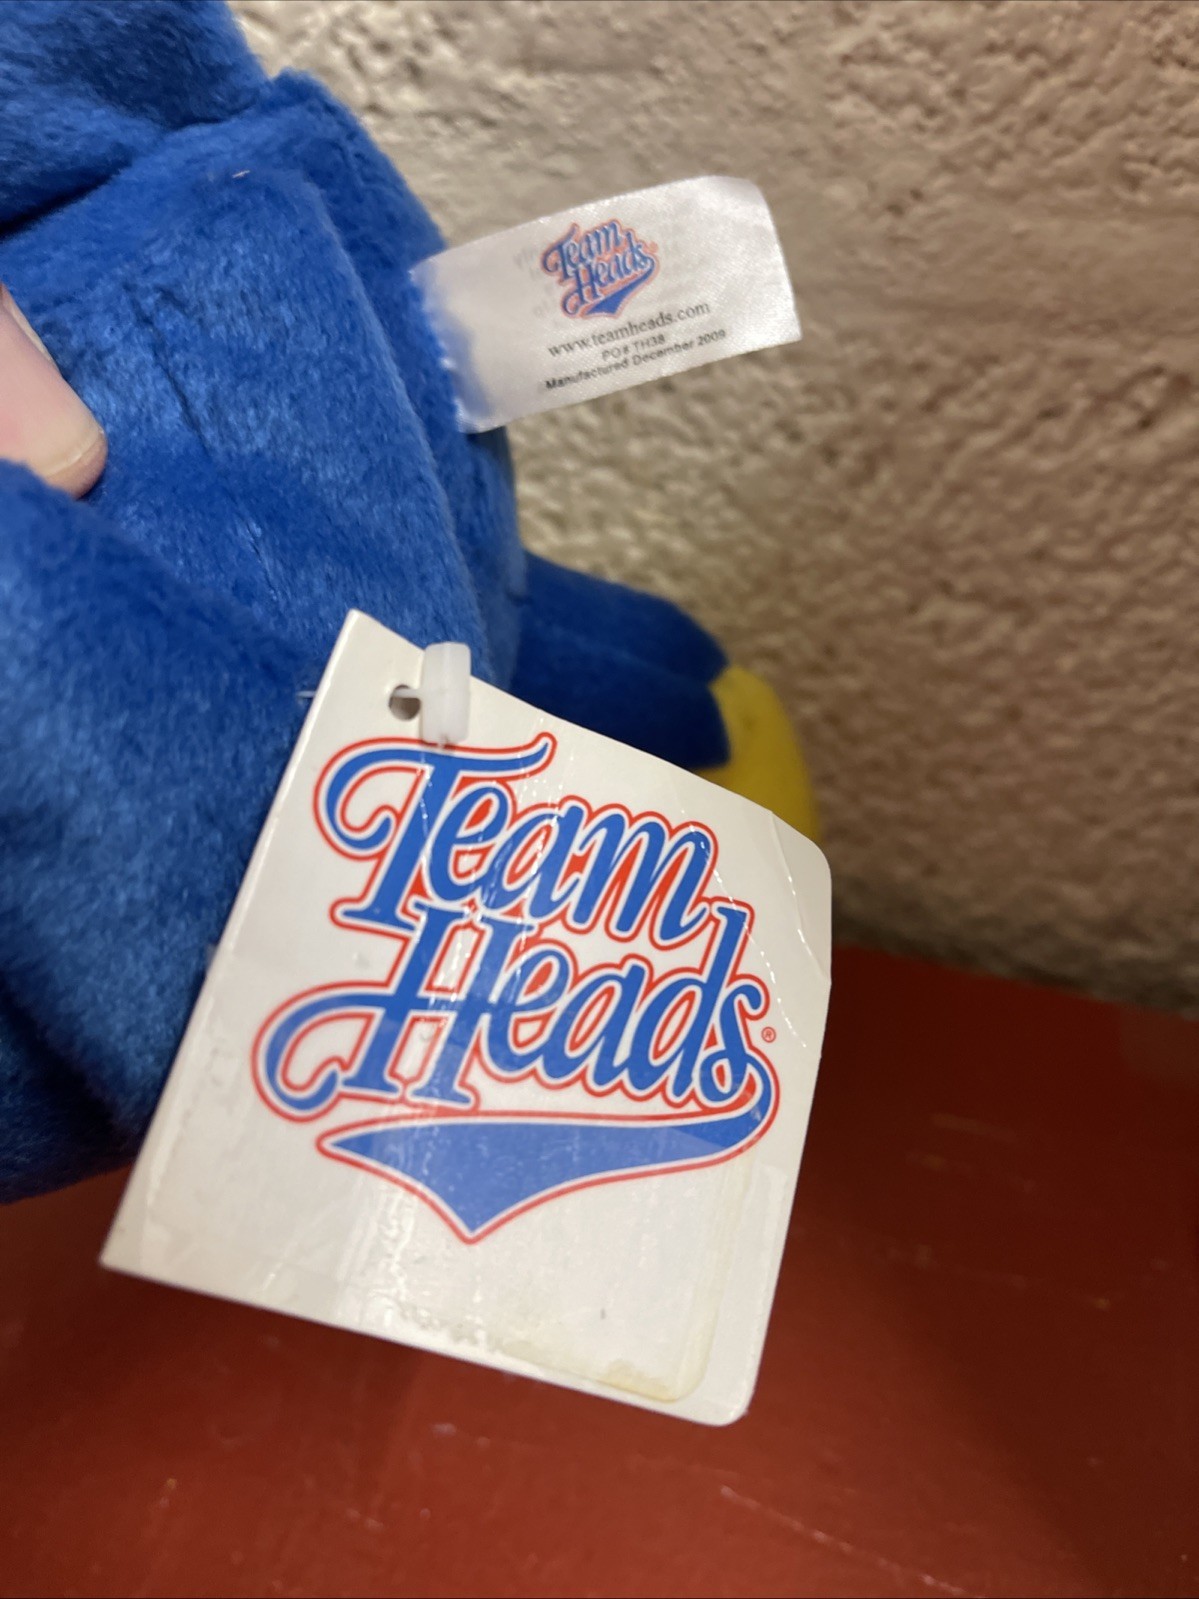 Team
Heads
www.teamheads.com
PO# TH38
Manufactured December 2009
Team
Heads®